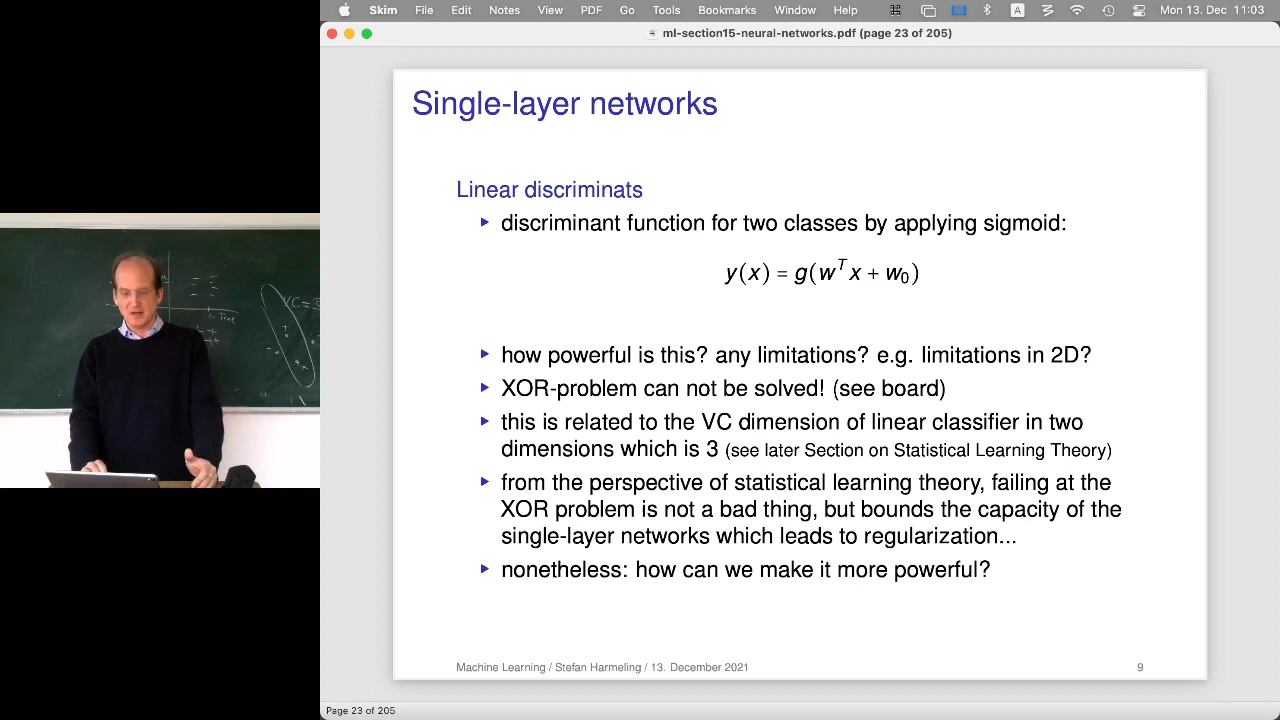 Skim File Edit Notes View PDF Go Tools Bookmarks Window Help A Mon 13. Dec 11:03
ml-section15-neural-networks.pdf (page 23 of 205)
Single-layer networks
Linear discriminats
▸ discriminant function for two classes by applying sigmoid:
y(x) = g(wᵀx + w₀)
▸ how powerful is this? any limitations? e.g. limitations in 2D?
▸ XOR-problem can not be solved! (see board)
▸ this is related to the VC dimension of linear classifier in two
dimensions which is 3 (see later Section on Statistical Learning Theory)
▸ from the perspective of statistical learning theory, failing at the
XOR problem is not a bad thing, but bounds the capacity of the
single-layer networks which leads to regularization...
▸ nonetheless: how can we make it more powerful?
Machine Learning / Stefan Harmeling / 13. December 2021 9
Page 23 of 205
VC=3
True